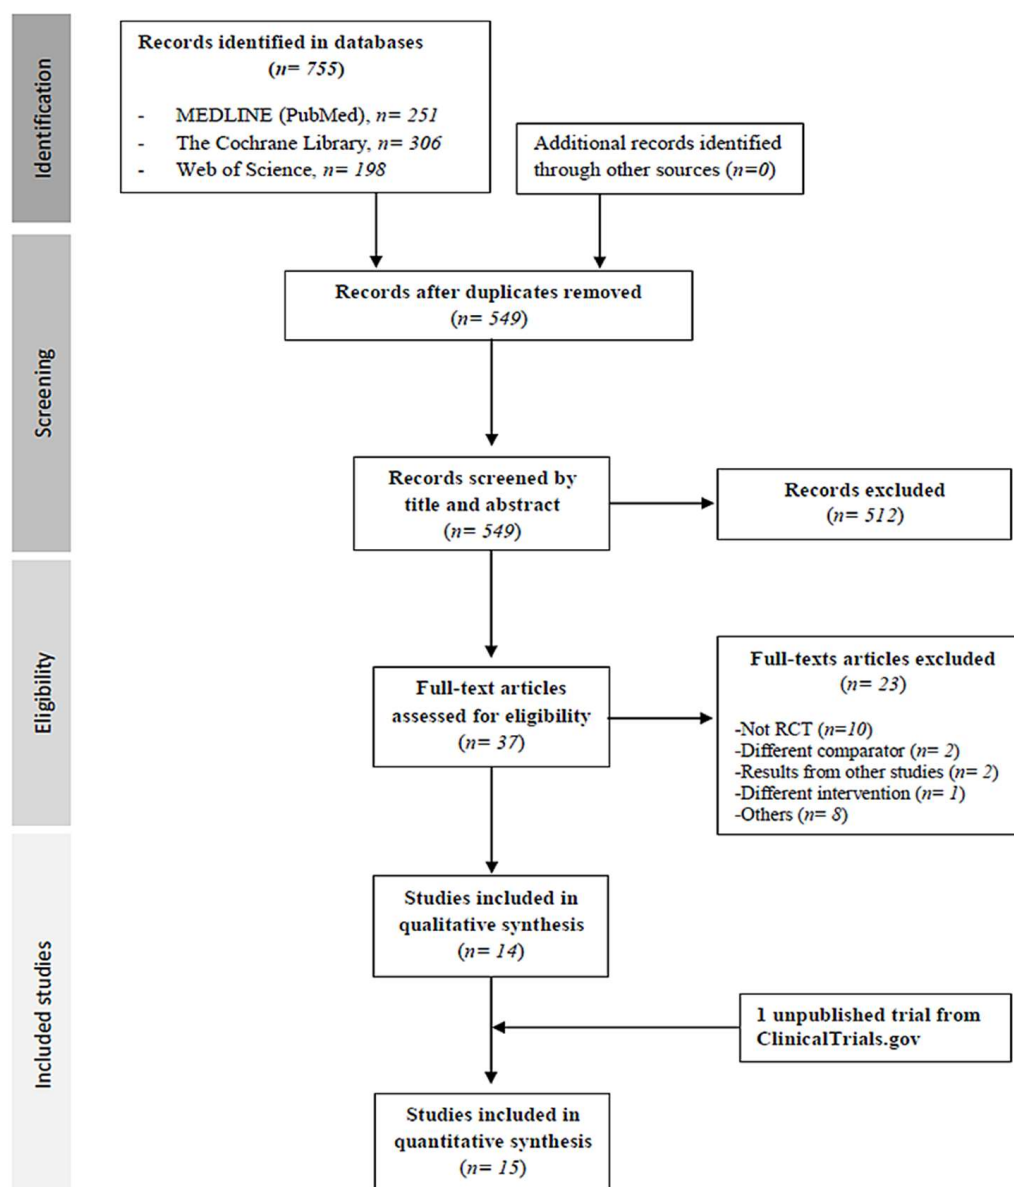 Identification
Records identified in databases
(n= 755)
- MEDLINE (PubMed), n= 251
- The Cochrane Library, n= 306
- Web of Science, n= 198
Additional records identified
through other sources (n=0)
Screening
Records after duplicates removed
(n= 549)
Records screened by
title and abstract
(n= 549)
Records excluded
(n= 512)
Eligibility
Full-text articles
assessed for eligibility
(n= 37)
Full-texts articles excluded
(n= 23)
-Not RCT (n=10)
-Different comparator (n= 2)
-Results from other studies (n= 2)
-Different intervention (n= 1)
-Others (n= 8)
Included studies
Studies included in
qualitative synthesis
(n= 14)
1 unpublished trial from
ClinicalTrials.gov
Studies included in
quantitative synthesis
(n= 15)